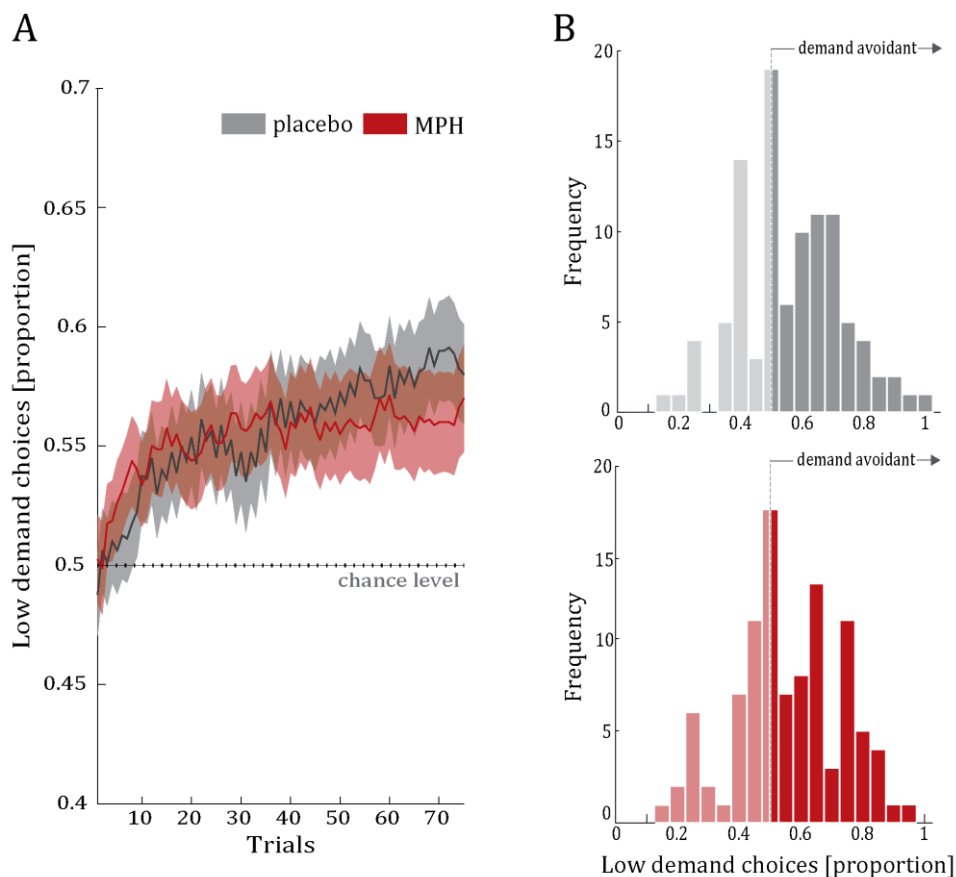 A
0.7
0.65
0.6
0.55
0.5
0.45
0.4
Low demand choices [proportion]
placebo
MPH
chance level
10 20 30 40 50 60 70
Trials
B
demand avoidant
20
15
10
5
0
Frequency
0 0.2 0.4 0.6 0.8 1
demand avoidant
20
15
10
5
0
Frequency
0 0.2 0.4 0.6 0.8 1
Low demand choices [proportion]